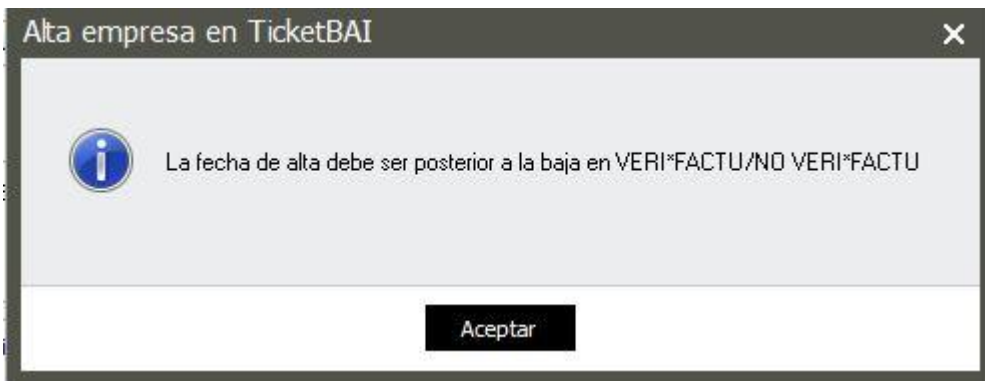 Alta empresa en TicketBAI
La fecha de alta debe ser posterior a la baja en VERI*FACTU/NO VERI*FACTU
Aceptar